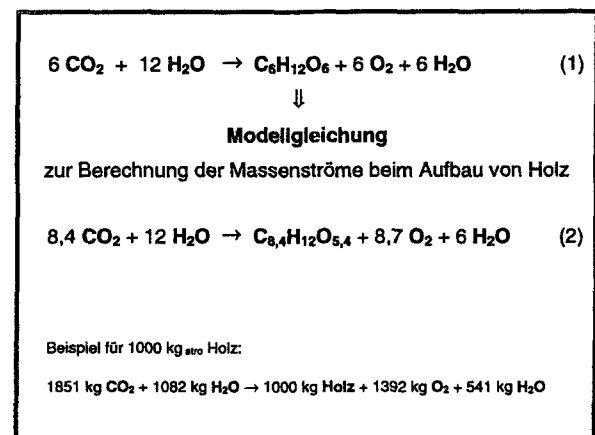 6 CO₂ + 12 H₂O → C₆H₁₂O₆ + 6 O₂ + 6 H₂O (1)
⇓
Modellgleichung
zur Berechnung der Massenströme beim Aufbau von Holz
8,4 CO₂ + 12 H₂O → C₈,₄H₁₂O₅,₄ + 8,7 O₂ + 6 H₂O (2)
Beispiel für 1000 kg atro Holz:
1851 kg CO₂ + 1082 kg H₂O → 1000 kg Holz + 1392 kg O₂ + 541 kg H₂O